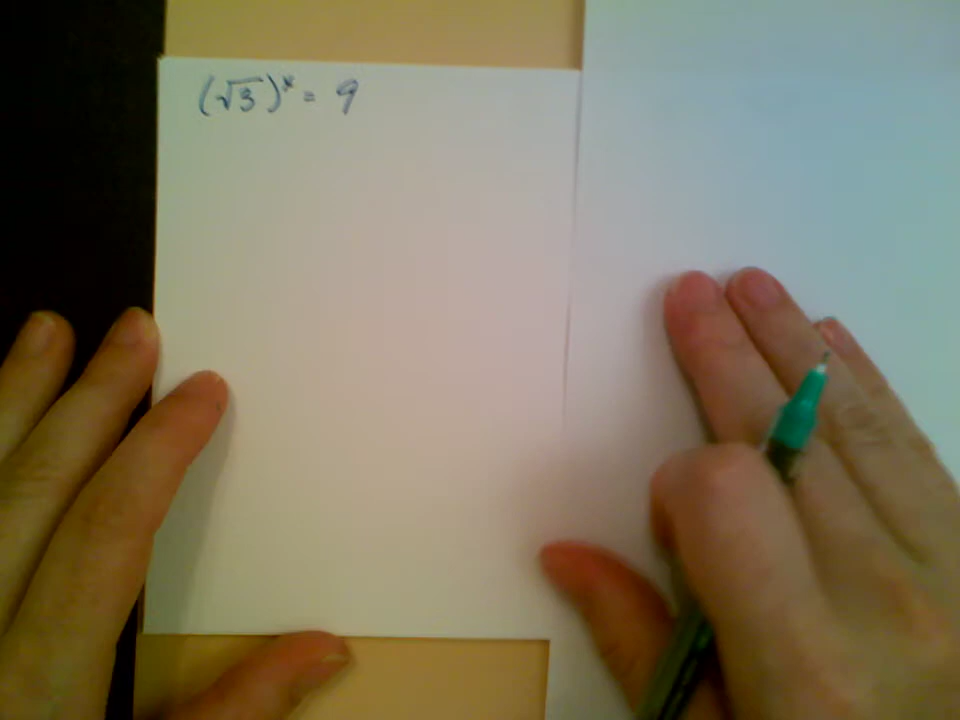 (√3)ˣ = 9